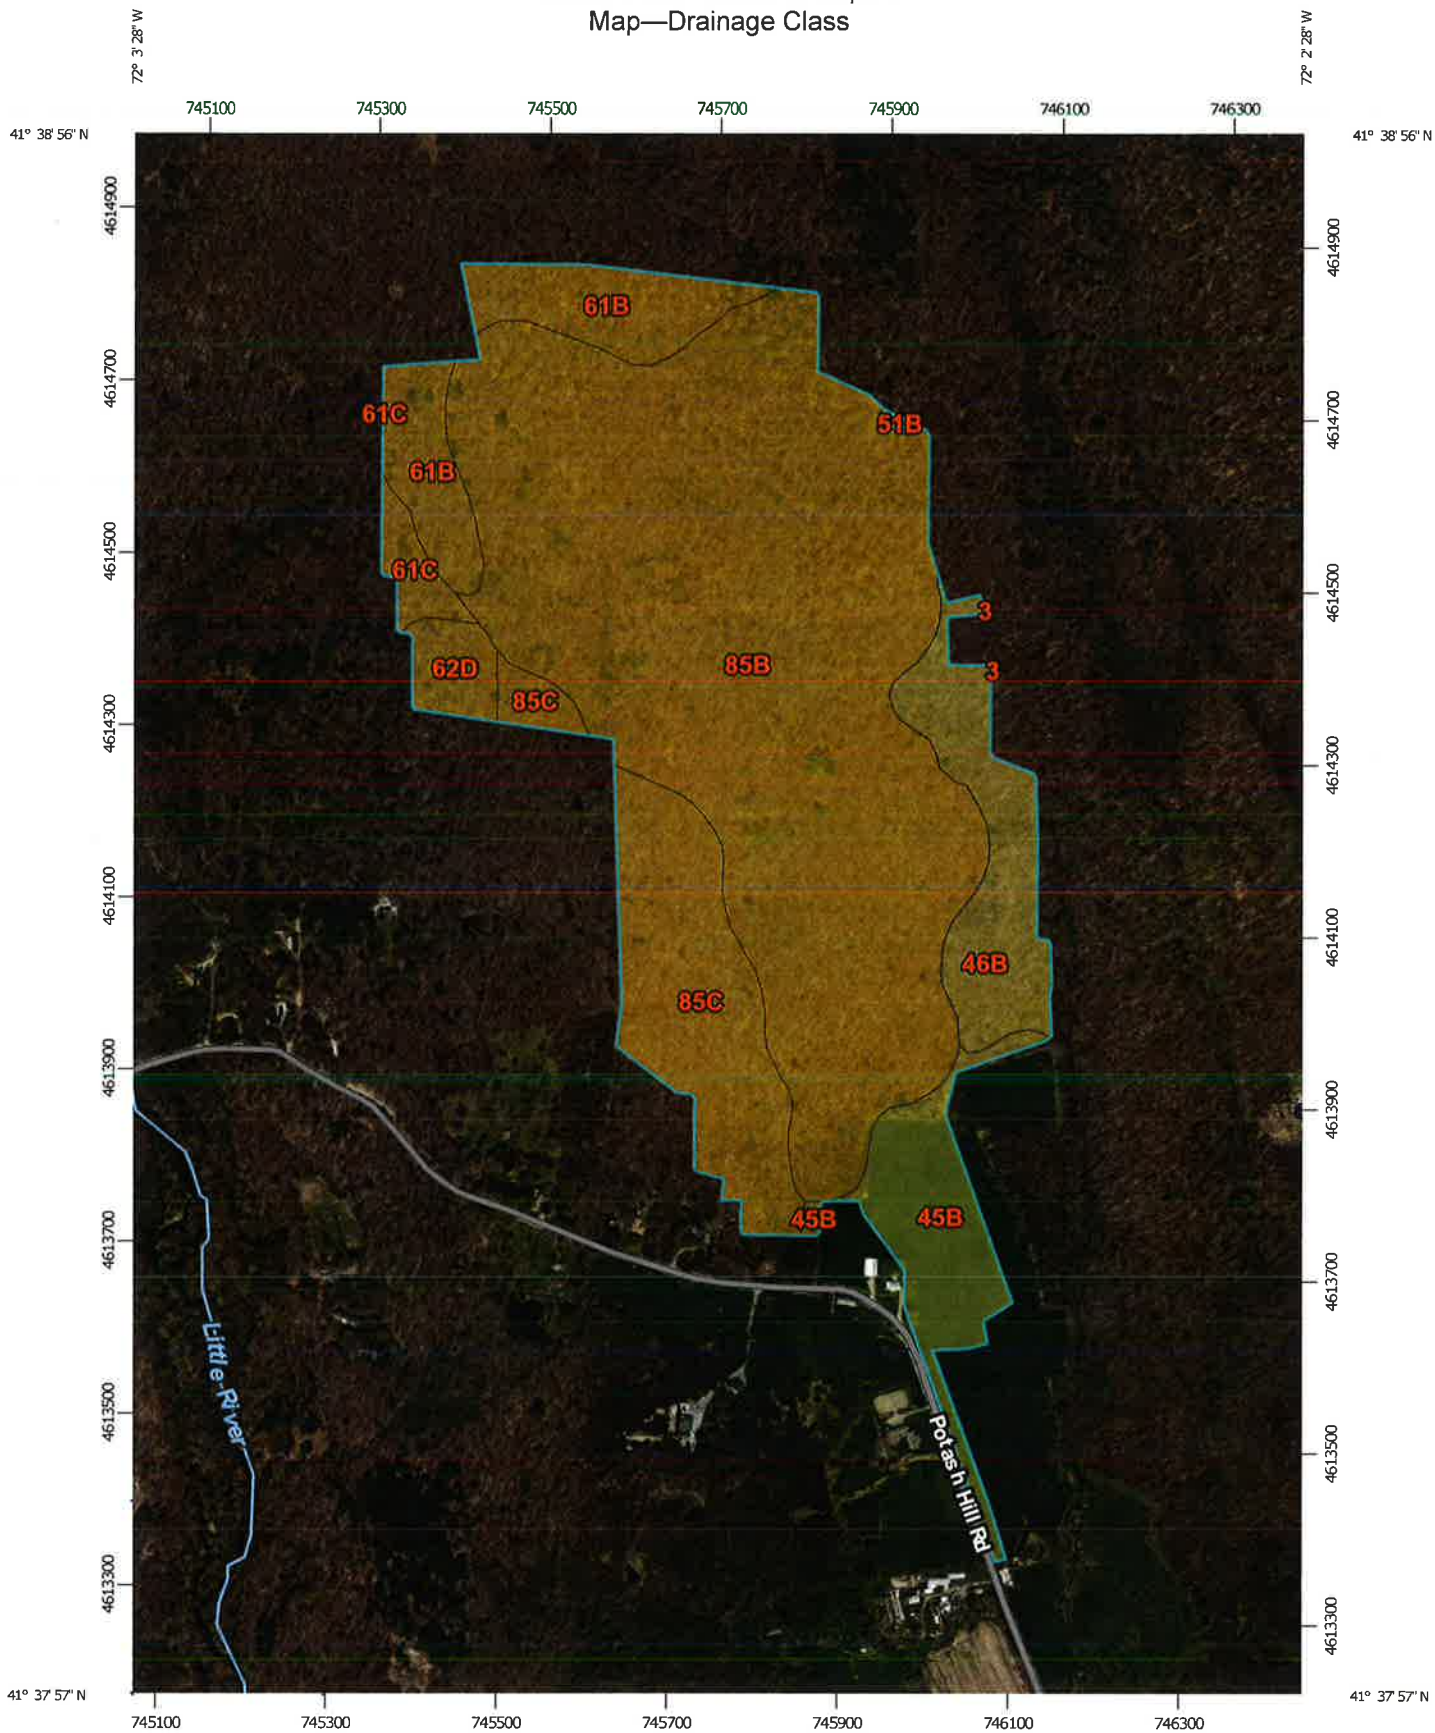 Map—Drainage Class
72° 3' 28" W
72° 2' 28" W
745100 745300 745500 745700 745900 746100 746300
41° 38' 56" N
41° 38' 56" N
4614900
4614900
61B
4614700
61C
51B
4614700
61B
4614500
61C
4614500
3
62D
85B
3
85C
4614300
4614300
4614100
4614100
46B
85C
4613900
4613900
45B
45B
4613700
4613700
Little River
4613500
Potash Hill Rd
4613500
4613300
4613300
41° 37' 57" N
41° 37' 57" N
745100 745300 745500 745700 745900 746100 746300